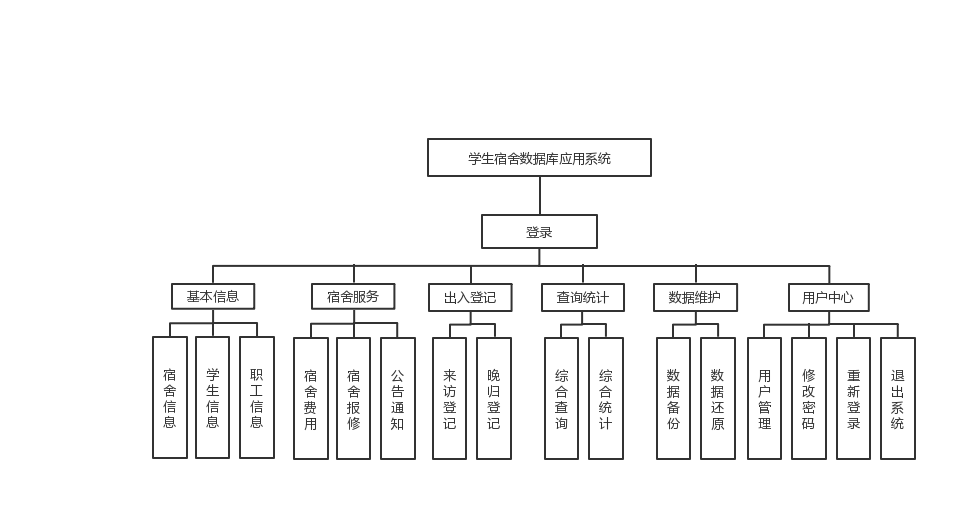 学生宿舍数据库应用系统
登录
基本信息
宿舍服务
出入登记
查询统计
数据维护
用户中心
宿舍信息
学生信息
职工信息
宿舍费用
宿舍报修
公告通知
来访登记
晚归登记
综合查询
综合统计
数据备份
数据还原
用户管理
修改密码
重新登录
退出系统